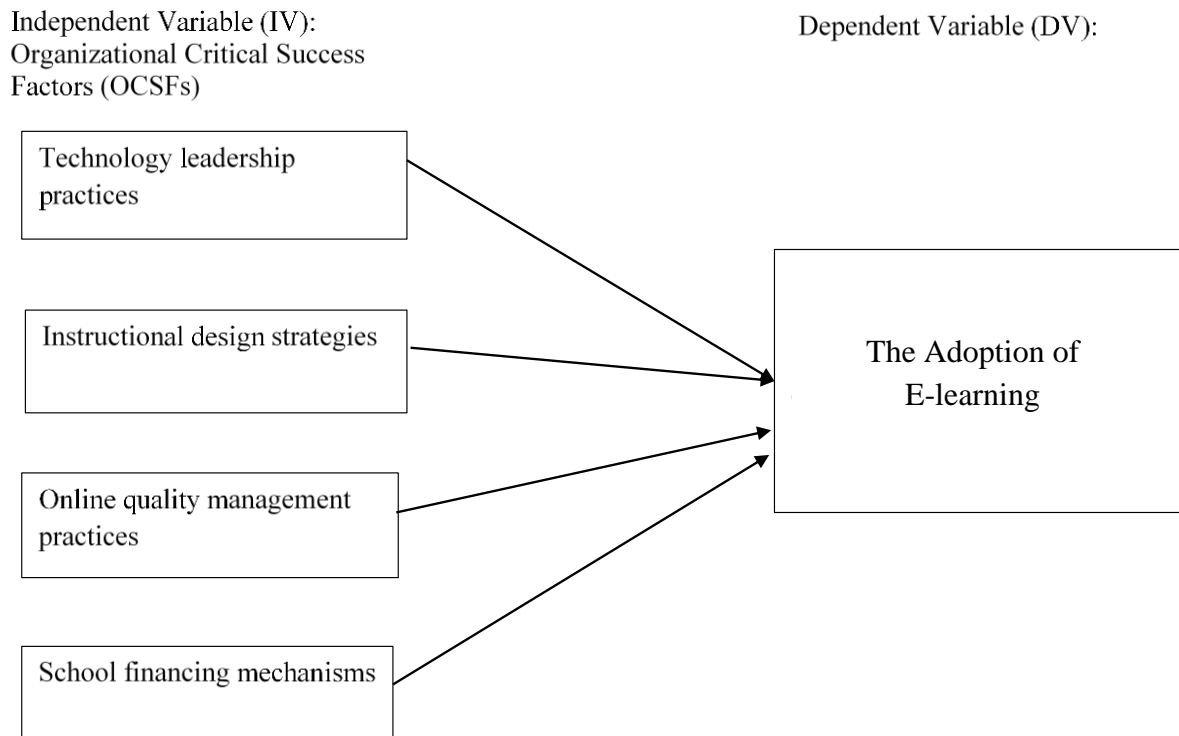 Independent Variable (IV):
Organizational Critical Success
Factors (OCSFs)
Dependent Variable (DV):
Technology leadership
practices
Instructional design strategies
The Adoption of
E-learning
Online quality management
practices
School financing mechanisms